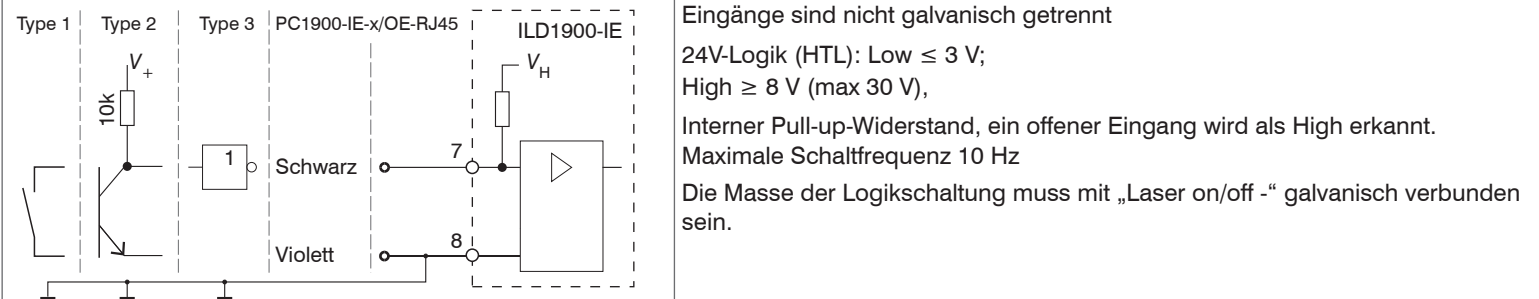 Type 1
Type 2
Type 3
PC1900-IE-x/OE-RJ45
ILD1900-IE
V+
VH
10k
1
Schwarz
7
Violett
8
Eingänge sind nicht galvanisch getrennt
24V-Logik (HTL): Low ≤ 3 V;
High ≥ 8 V (max 30 V),
Interner Pull-up-Widerstand, ein offener Eingang wird als High erkannt.
Maximale Schaltfrequenz 10 Hz
Die Masse der Logikschaltung muss mit „Laser on/off -“ galvanisch verbunden
sein.